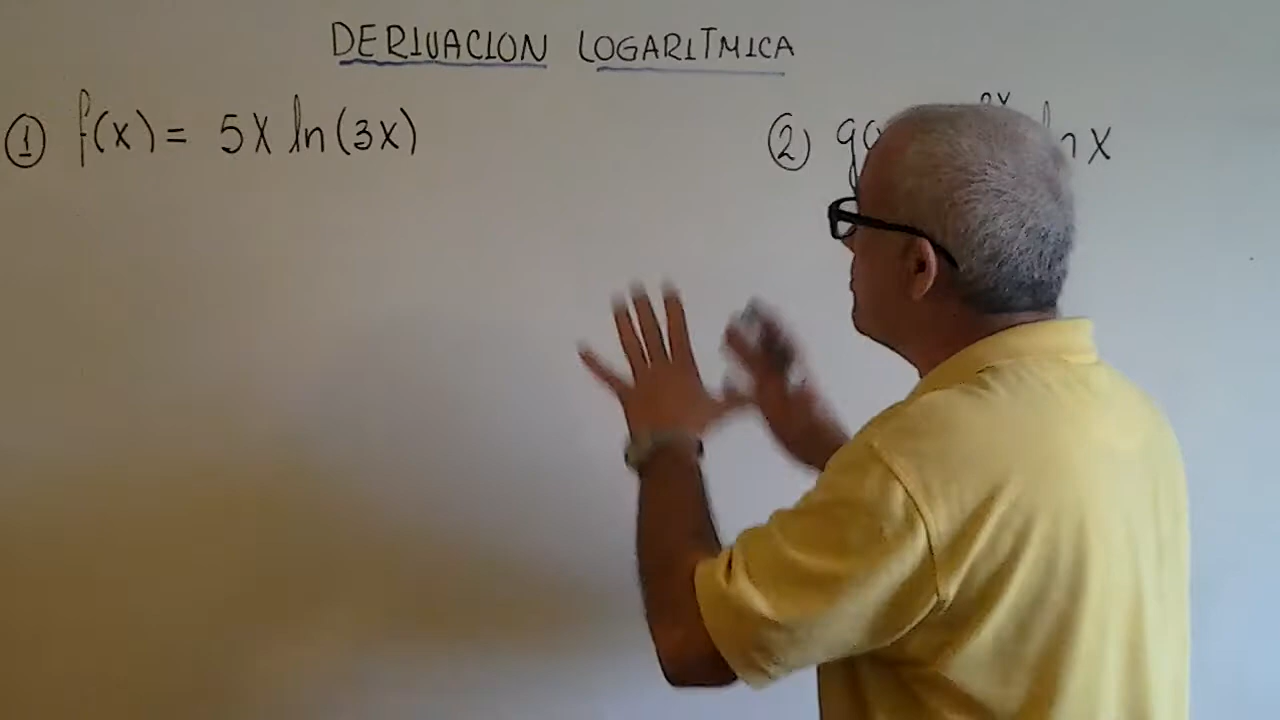 DERIVACION LOGARITMICA
① f(x) = 5x ln(3x)
② g x